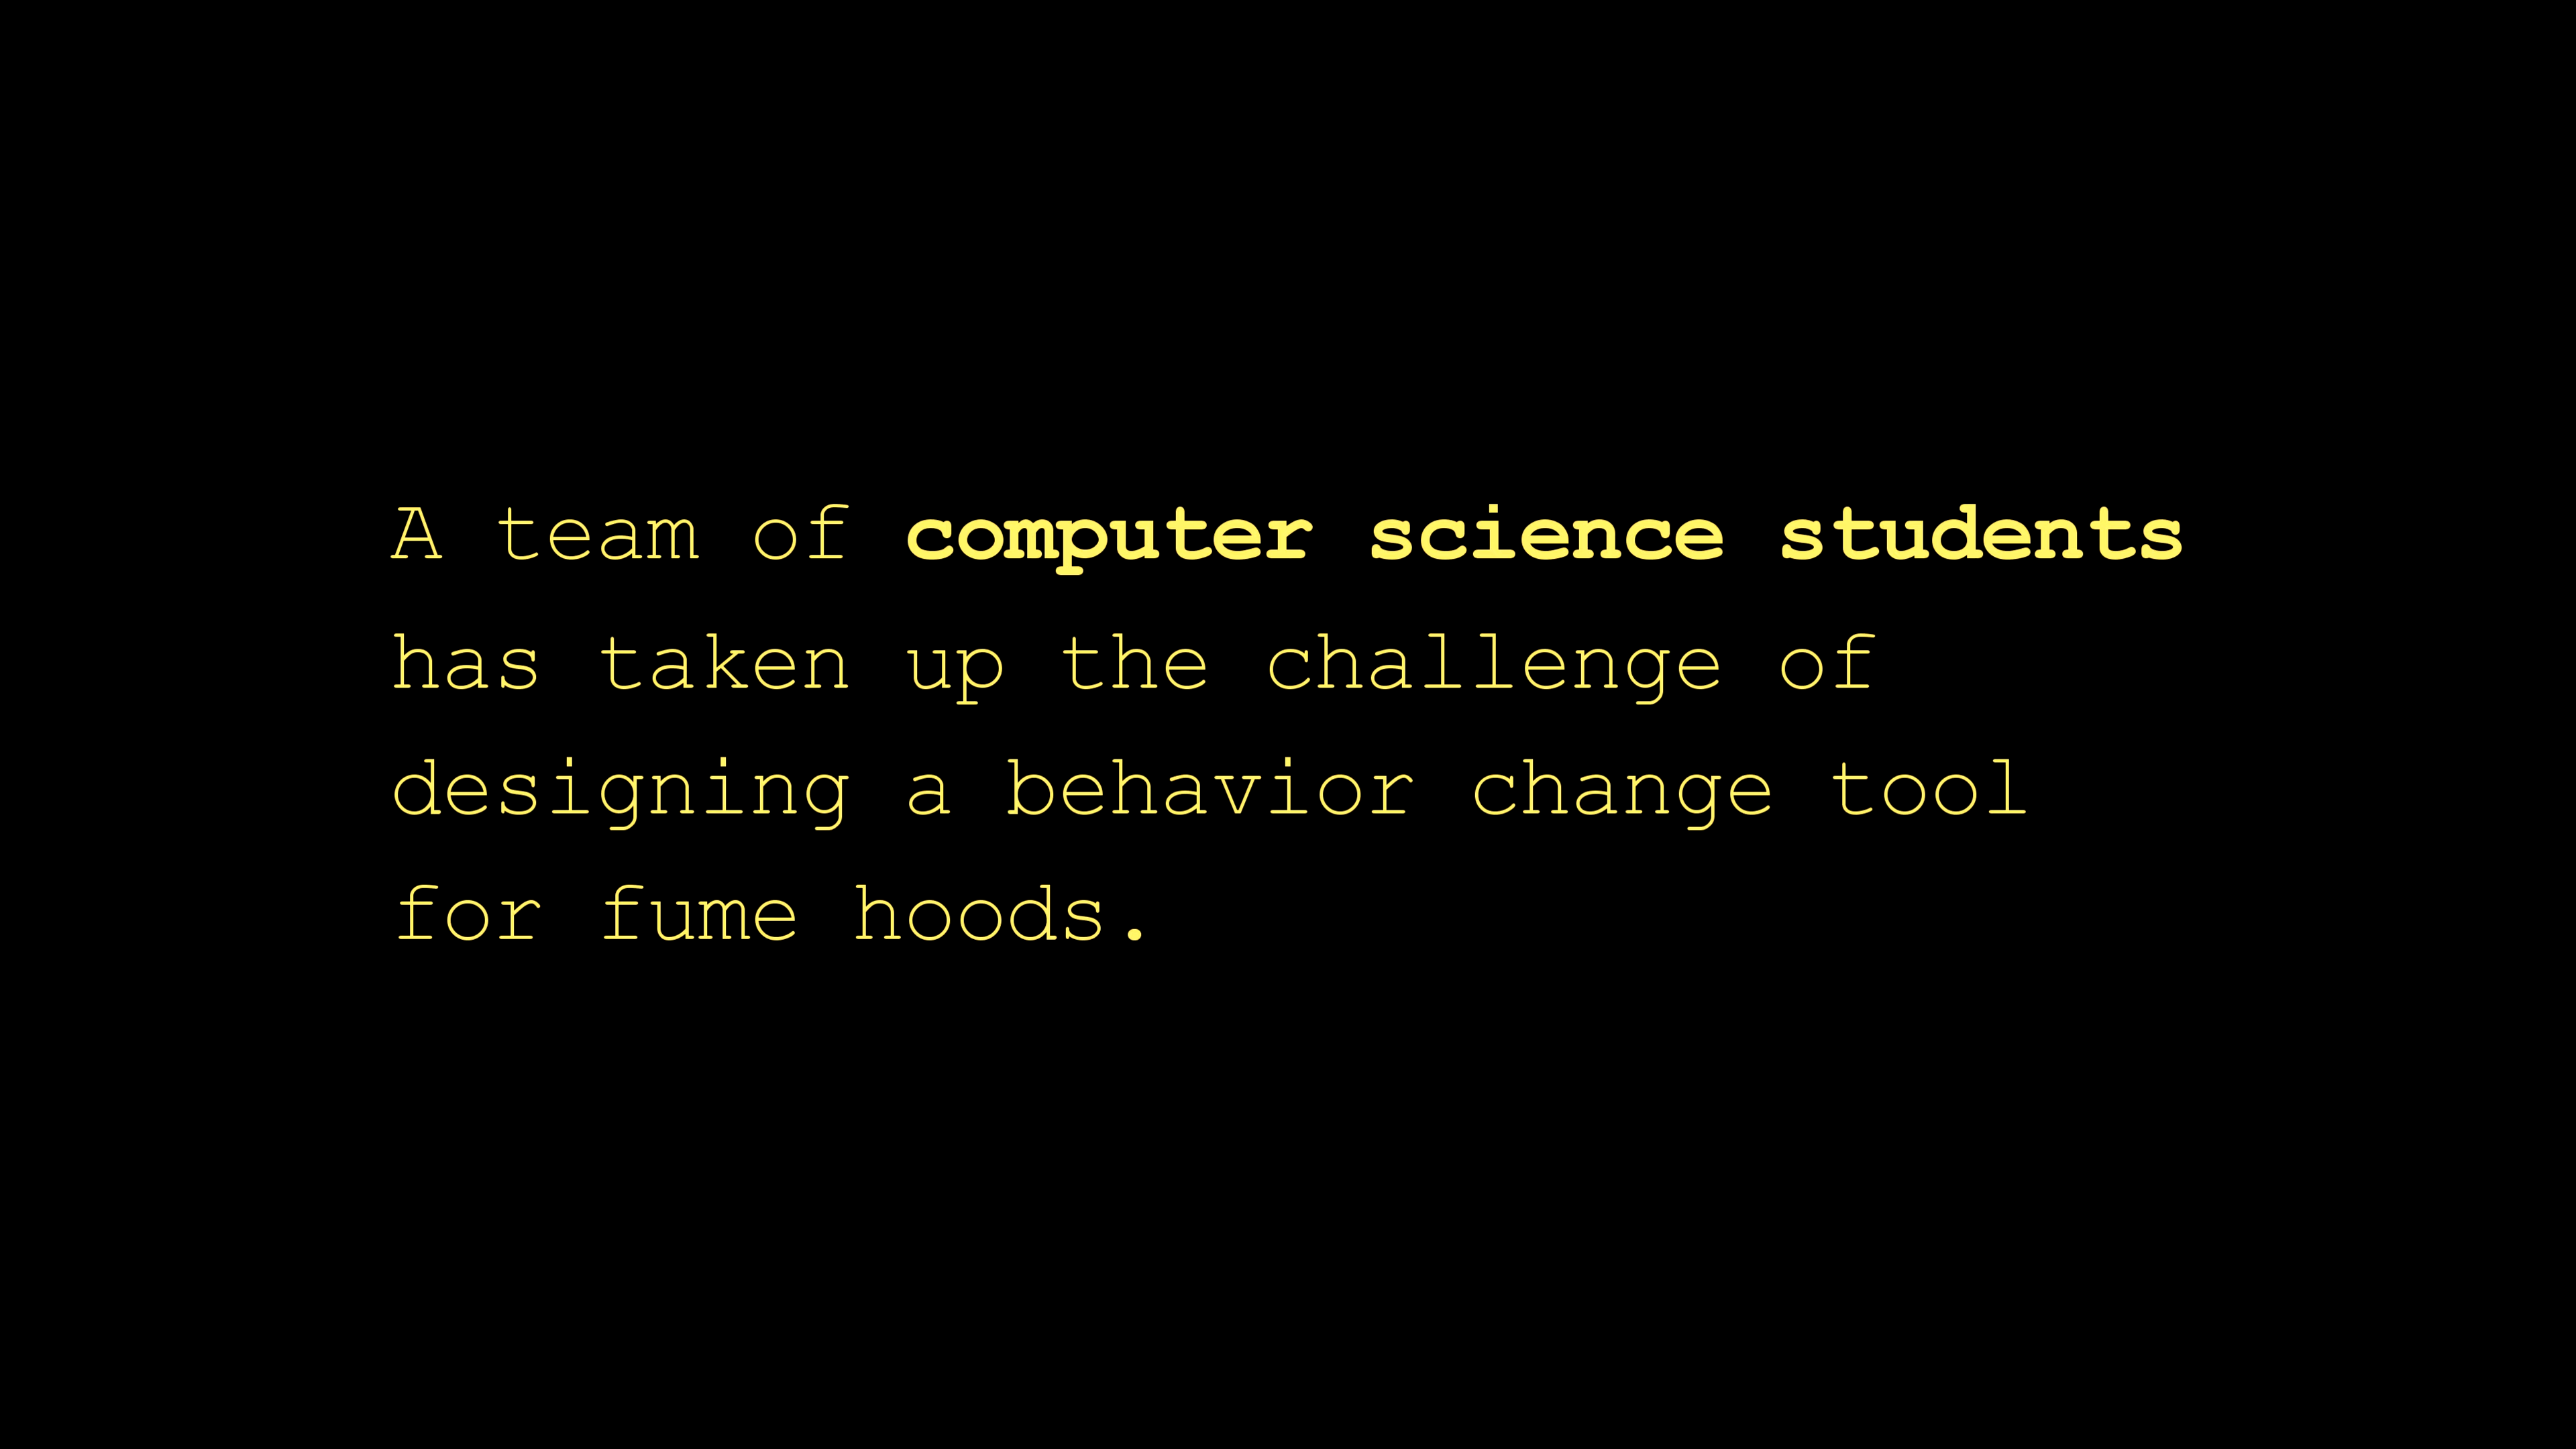 A team of computer science students
has taken up the challenge of
designing a behavior change tool
for fume hoods.